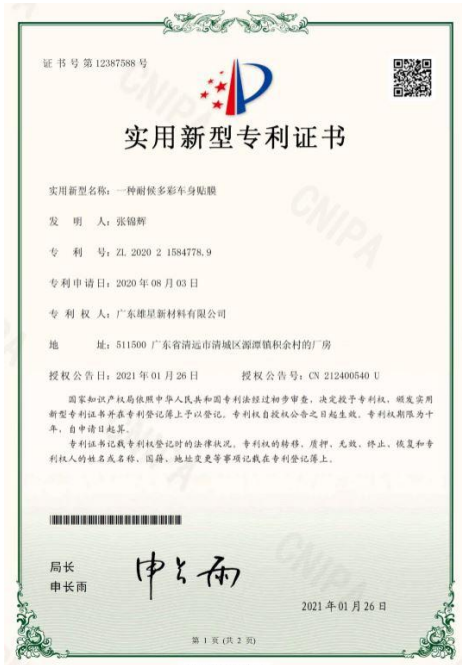 证书号第12387588号
实用新型专利证书
实用新型名称：一种耐候多彩车身贴膜
发明人：张锦辉
专利号：ZL 2020 2 1584778.9
专利申请日：2020年08月03日
专利权人：广东雄星新材料有限公司
地址：511500 广东省清远市清城区源潭镇积余村的厂房
授权公告日：2021年01月26日 授权公告号：CN 212400540 U
国家知识产权局依照中华人民共和国专利法经过初步审查，决定授予专利权，颁发实用
新型专利证书并在专利登记簿上予以登记。专利权自授权公告之日起生效。专利权期限为十
年，自申请日起算。
专利证书记载专利权登记时的法律状况。专利权的转移、质押、无效、终止、恢复和专
利权人的姓名或名称、国籍、地址变更等事项记载在专利登记簿上。
局长
申长雨
申长雨
2021年01月26日
第 1 页 (共 2 页)
CNIPA
CNIPA
CNIPA